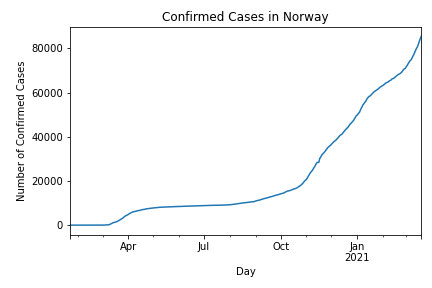 Confirmed Cases in Norway
Number of Confirmed Cases
80000
60000
40000
20000
0
Apr
Jul
Oct
Jan
2021
Day